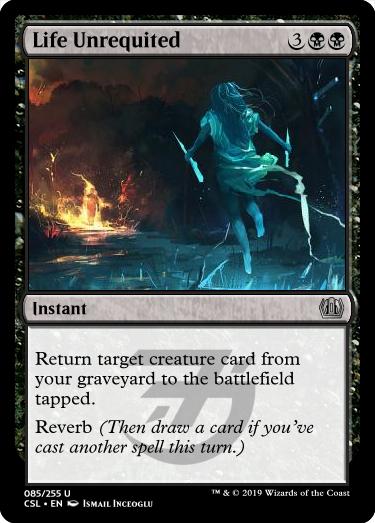 Life Unrequited 3
Instant
Return target creature card from
your graveyard to the battlefield
tapped.
Reverb (Then draw a card if you've
cast another spell this turn.)
085/255 U
CSL • EN Ismail Inceoglu
™ & © 2019 Wizards of the Coast